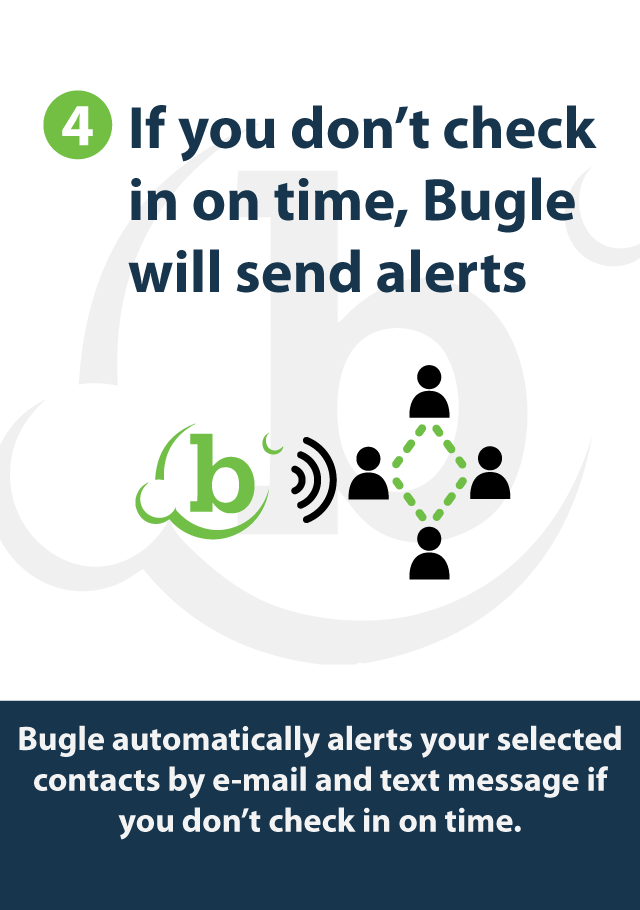 4 If you don’t check
in on time, Bugle
will send alerts
b
Bugle automatically alerts your selected
contacts by e-mail and text message if
you don’t check in on time.